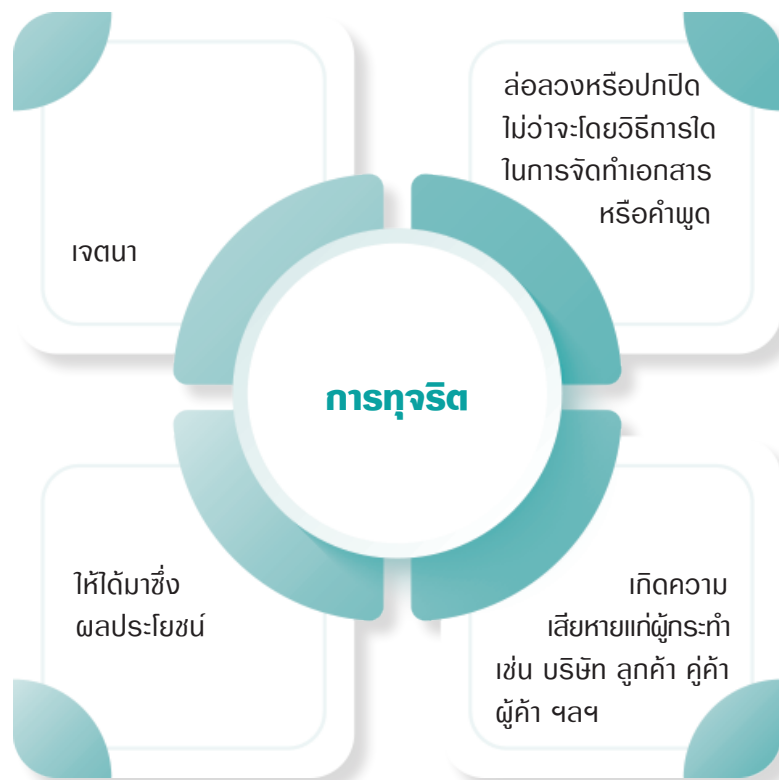 เจตนา
ล่อลวงหรือปกปิด
ไม่ว่าจะโดยวิธีการใด
ในการจัดทำเอกสาร
หรือคำพูด
การทุจริต
ให้ได้มาซึ่ง
ผลประโยชน์
เกิดความ
เสียหายแก่ผู้กระทำ
เช่น บริษัท ลูกค้า คู่ค้า
ผู้ค้า ฯลฯ